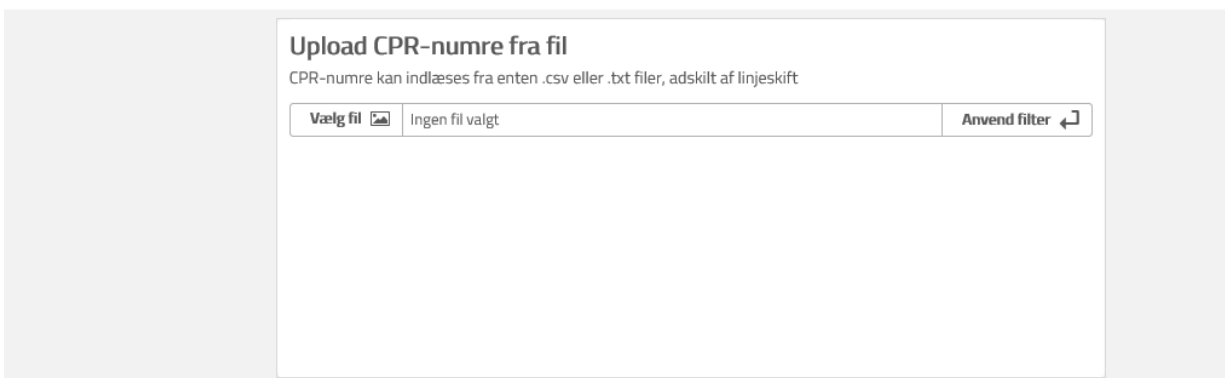 Upload CPR-numre fra fil
CPR-numre kan indlæses fra enten .csv eller .txt filer, adskilt af linjeskift
Vælg fil Ingen fil valgt Anvend filter